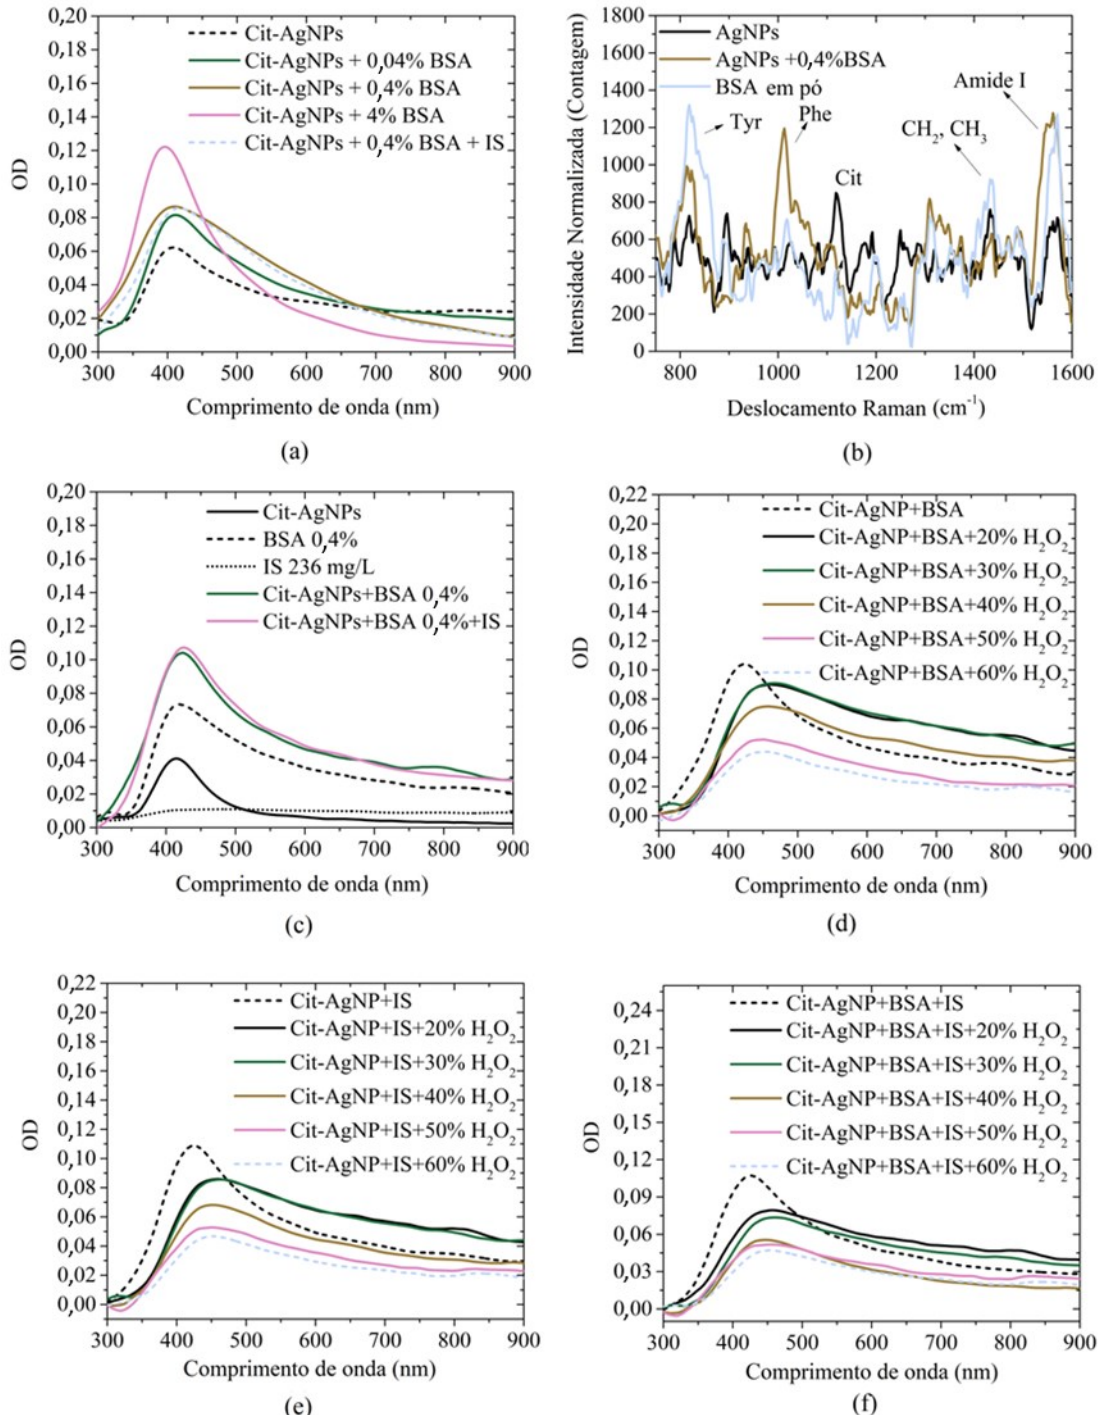 0,20
0,18
0,16
0,14
0,12
0,10
0,08
0,06
0,04
0,02
0,00
OD
Cit-AgNPs
Cit-AgNPs + 0,04% BSA
Cit-AgNPs + 0,4% BSA
Cit-AgNPs + 4% BSA
Cit-AgNPs + 0,4% BSA + IS
300 400 500 600 700 800 900
Comprimento de onda (nm)
(a)
1800
1600
1400
1200
1000
800
600
400
200
0
Intensidade Normalizada (Contagem)
AgNPs
AgNPs +0,4%BSA
BSA em pó
Tyr
Phe
Cit
CH2, CH3
Amide I
800 1000 1200 1400 1600
Deslocamento Raman (cm-1)
(b)
0,20
0,18
0,16
0,14
0,12
0,10
0,08
0,06
0,04
0,02
0,00
OD
Cit-AgNPs
BSA 0,4%
IS 236 mg/L
Cit-AgNPs+BSA 0,4%
Cit-AgNPs+BSA 0,4%+IS
300 400 500 600 700 800 900
Comprimento de onda (nm)
(c)
0,22
0,20
0,18
0,16
0,14
0,12
0,10
0,08
0,06
0,04
0,02
0,00
OD
Cit-AgNP+BSA
Cit-AgNP+BSA+20% H2O2
Cit-AgNP+BSA+30% H2O2
Cit-AgNP+BSA+40% H2O2
Cit-AgNP+BSA+50% H2O2
Cit-AgNP+BSA+60% H2O2
300 400 500 600 700 800 900
Comprimento de onda (nm)
(d)
0,22
0,20
0,18
0,16
0,14
0,12
0,10
0,08
0,06
0,04
0,02
0,00
OD
Cit-AgNP+IS
Cit-AgNP+IS+20% H2O2
Cit-AgNP+IS+30% H2O2
Cit-AgNP+IS+40% H2O2
Cit-AgNP+IS+50% H2O2
Cit-AgNP+IS+60% H2O2
300 400 500 600 700 800 900
Comprimento de onda (nm)
(e)
0,24
0,21
0,18
0,15
0,12
0,09
0,06
0,03
0,00
OD
Cit-AgNP+BSA+IS
Cit-AgNP+BSA+IS+20% H2O2
Cit-AgNP+BSA+IS+30% H2O2
Cit-AgNP+BSA+IS+40% H2O2
Cit-AgNP+BSA+IS+50% H2O2
Cit-AgNP+BSA+IS+60% H2O2
300 400 500 600 700 800 900
Comprimento de onda (nm)
(f)